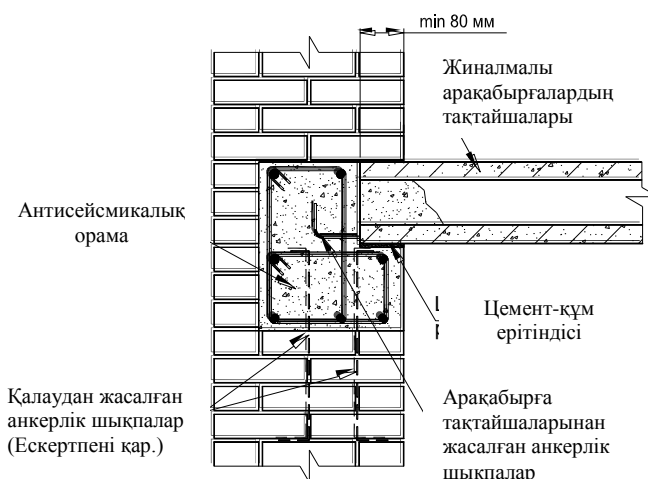 min 80 мм
Жиналмалы
арақабырғалардың
тақтайшалары
Антисейсмикалық
орама
Цемент-құм
ерітіндісі
Қалаудан жасалған
анкерлік шықпалар
(Ескертпені қар.)
Арақабырға
тақтайшаларынан
жасалған анкерлік
шықпалар